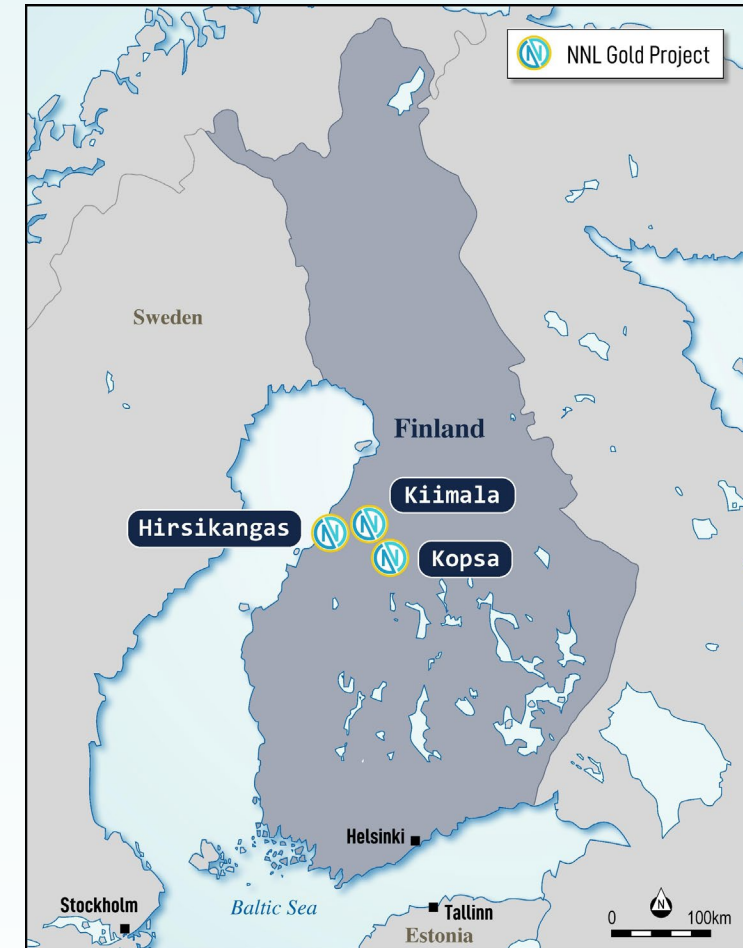 NNL Gold Project
Sweden
Finland
Kiimala
Hirsikangas
Kopsa
Helsinki
Stockholm
Baltic Sea
Tallinn
Estonia
N
0 100km